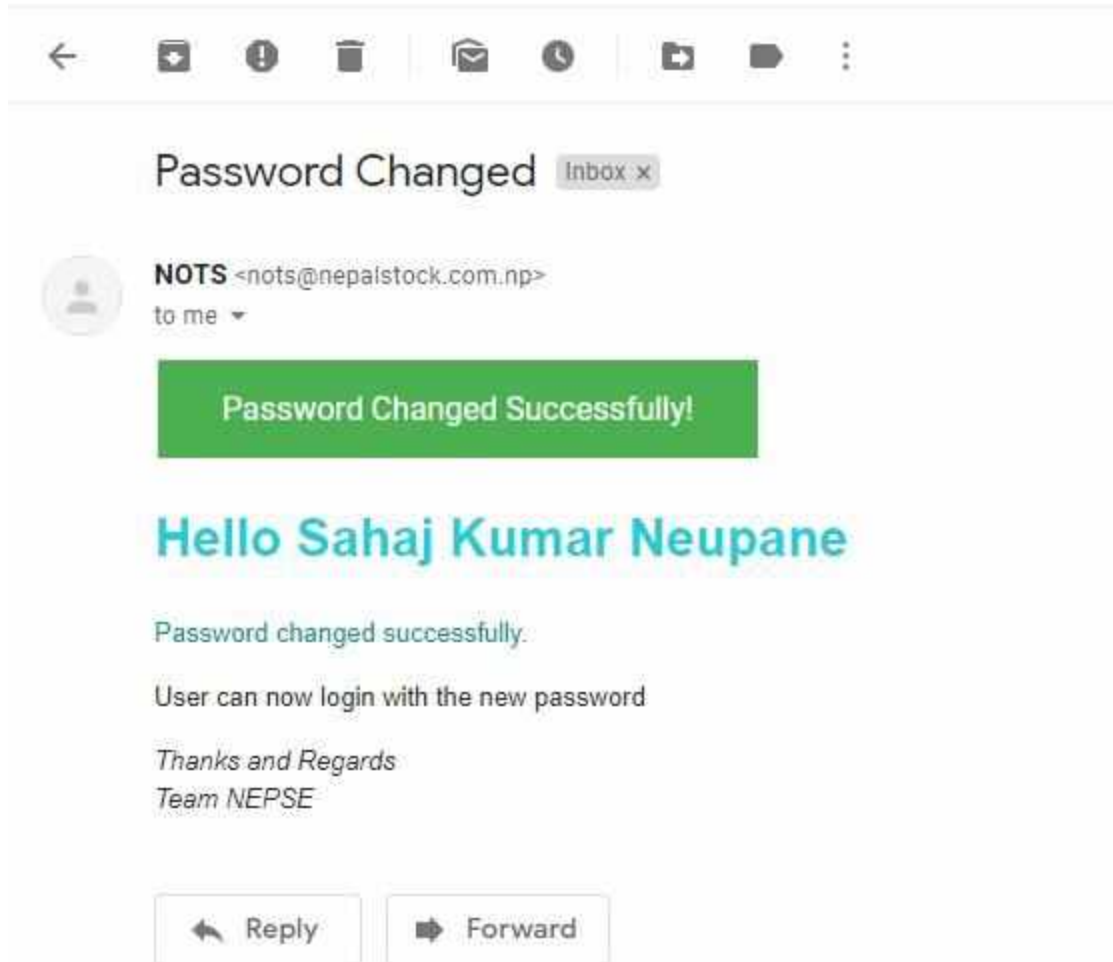 Password Changed Inbox x
NOTS <nots@nepalstock.com.np>
to me
Password Changed Successfully!
Hello Sahaj Kumar Neupane
Password changed successfully.
User can now login with the new password
Thanks and Regards
Team NEPSE
Reply Forward